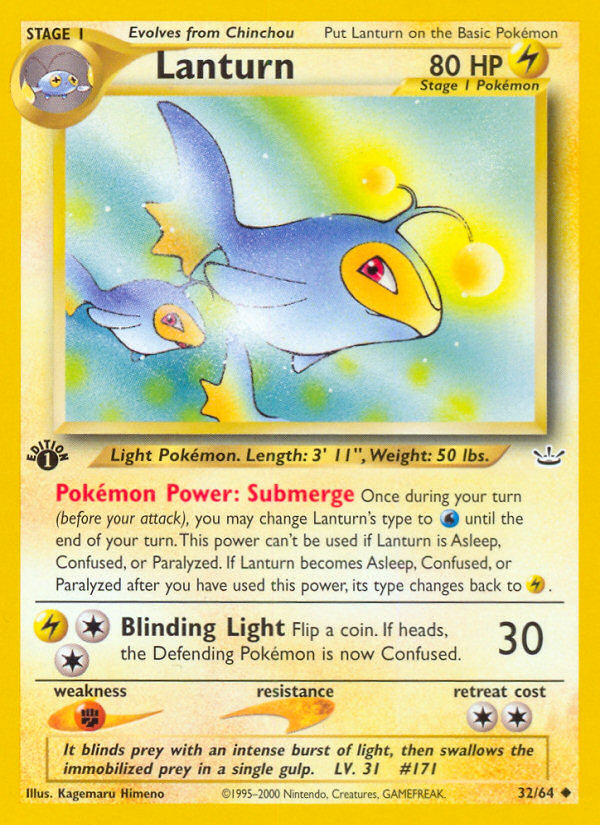 STAGE 1 Evolves from Chinchou Put Lanturn on the Basic Pokémon
Lanturn 80 HP
Stage 1 Pokémon
EDITION
1
Light Pokémon. Length: 3' 11", Weight: 50 lbs.
Pokémon Power: Submerge Once during your turn
(before your attack), you may change Lanturn's type to until the
end of your turn. This power can't be used if Lanturn is Asleep,
Confused, or Paralyzed. If Lanturn becomes Asleep, Confused, or
Paralyzed after you have used this power, its type changes back to .
Blinding Light Flip a coin. If heads,
the Defending Pokémon is now Confused.
30
weakness resistance retreat cost
It blinds prey with an intense burst of light, then swallows the
immobilized prey in a single gulp. LV. 31 #171
Illus. Kagemaru Himeno ©1995-2000 Nintendo, Creatures, GAMEFREAK. 32/64